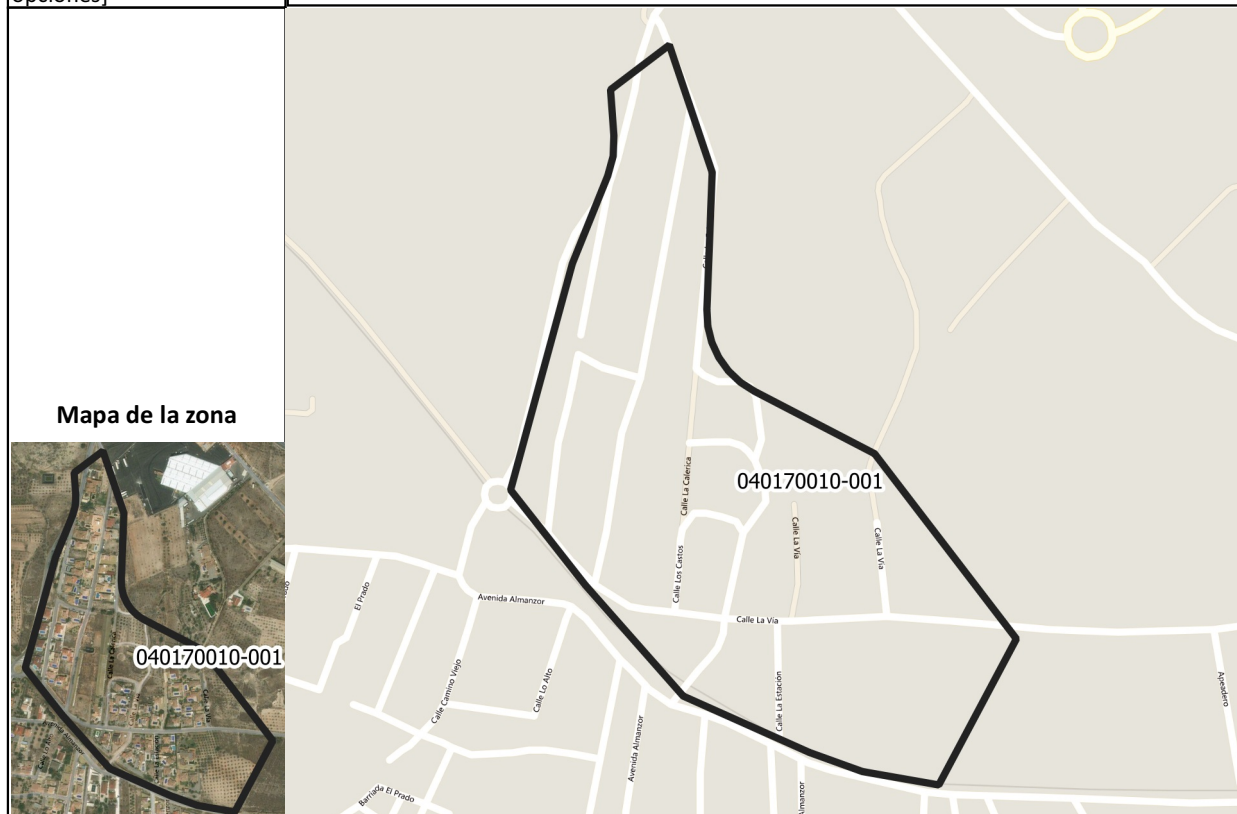 opciones]
Mapa de la zona
040170010-001
040170010-001
Calle La Calerica
Calle La Vía
Calle La Vía
Calle Los Castos
Avenida Almanzor
El Prado
Calle La Vía
Calle Camino Viejo
Calle Lo Alto
Calle La Estación
Apeadero
Avenida Almanzor
Barriada El Prado